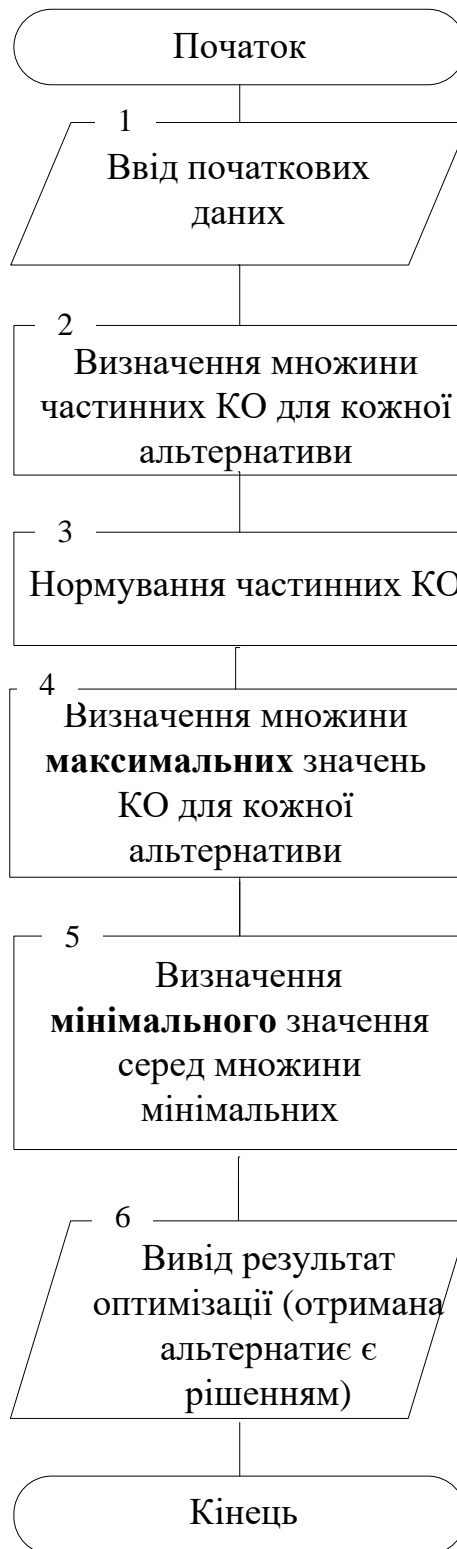 Початок
1
Ввід початкових
даних
2
Визначення множини
частинних КО для кожної
альтернативи
3
Нормування частинних КО
4
Визначення множини
максимальних значень
КО для кожної
альтернативи
5
Визначення
мінімального значення
серед множини
мінімальних
6
Вивід результат
оптимізації (отримана
альтернатиє є
рішенням)
Кінець